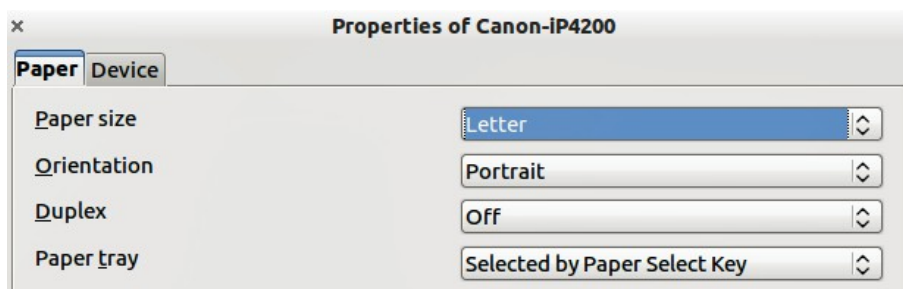 × Properties of Canon-iP4200
Paper Device
Paper size Letter
Orientation Portrait
Duplex Off
Paper tray Selected by Paper Select Key